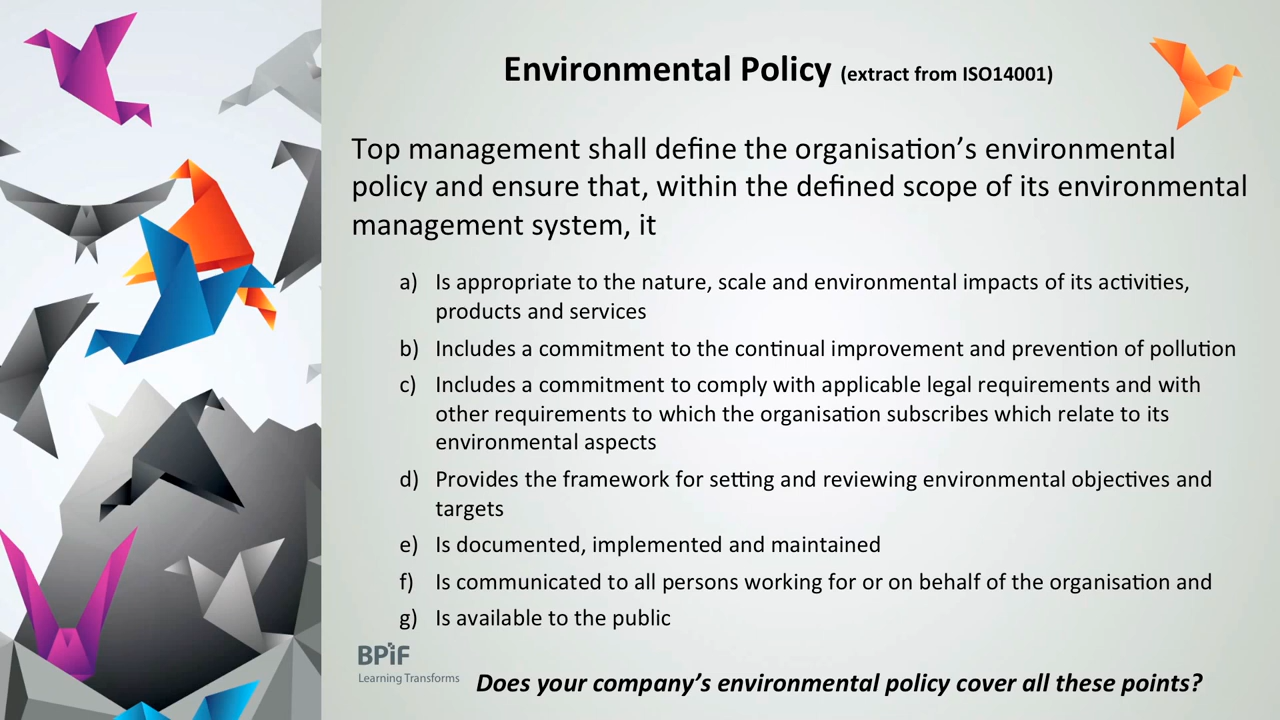 Environmental Policy (extract from ISO14001)
Top management shall define the organisation’s environmental
policy and ensure that, within the defined scope of its environmental
management system, it
a) Is appropriate to the nature, scale and environmental impacts of its activities,
products and services
b) Includes a commitment to the continual improvement and prevention of pollution
c) Includes a commitment to comply with applicable legal requirements and with
other requirements to which the organisation subscribes which relate to its
environmental aspects
d) Provides the framework for setting and reviewing environmental objectives and
targets
e) Is documented, implemented and maintained
f) Is communicated to all persons working for or on behalf of the organisation and
g) Is available to the public
BPiF
Learning Transforms
Does your company’s environmental policy cover all these points?